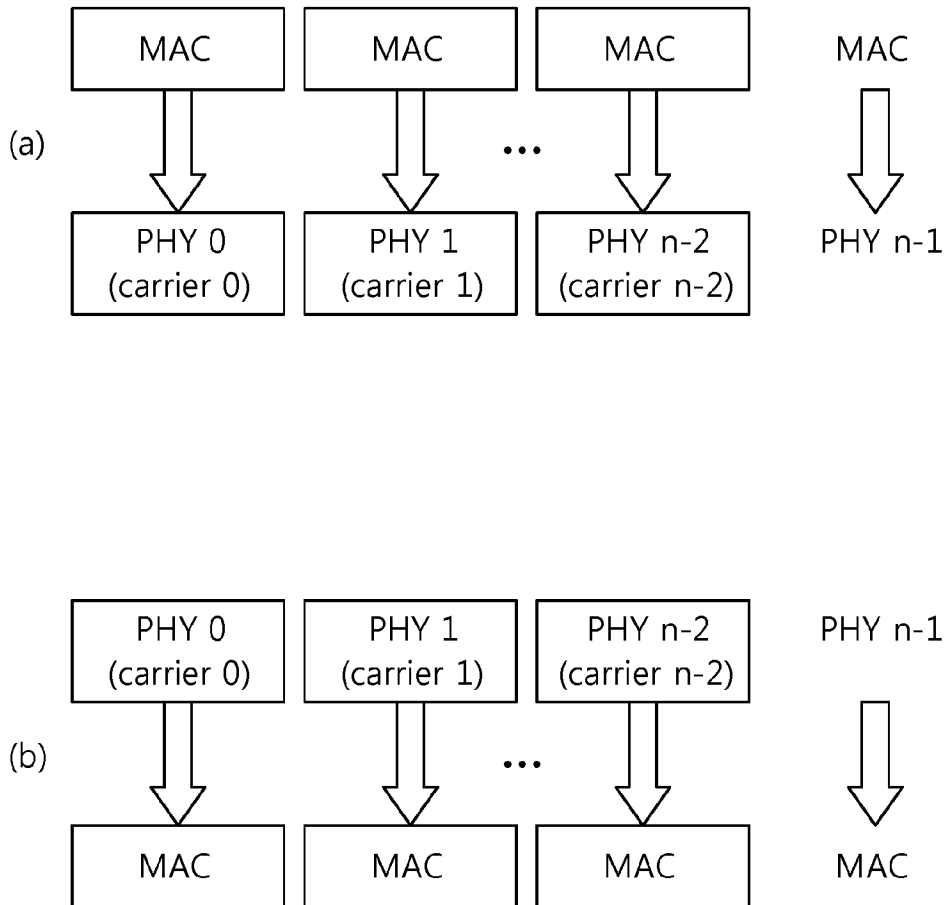 MAC MAC MAC MAC
(a)
...
PHY 0 PHY 1 PHY n-2 PHY n-1
(carrier 0) (carrier 1) (carrier n-2)
PHY 0 PHY 1 PHY n-2 PHY n-1
(carrier 0) (carrier 1) (carrier n-2)
(b)
...
MAC MAC MAC MAC